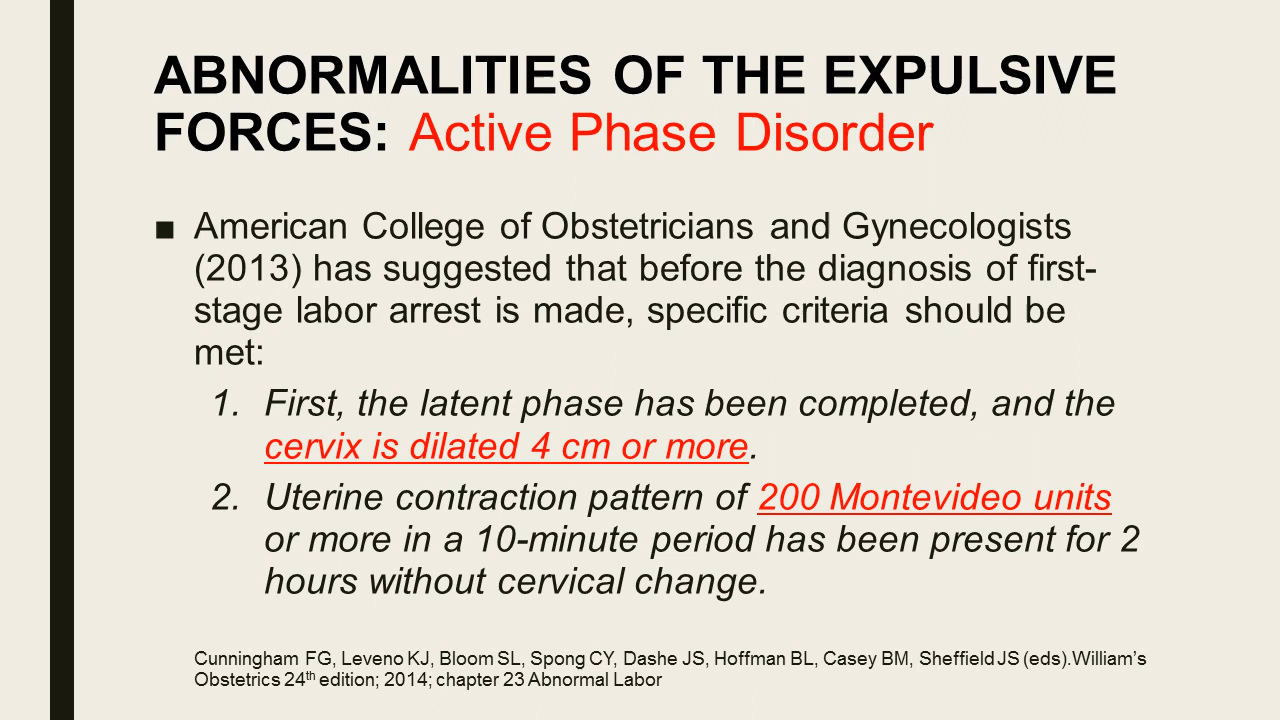 ABNORMALITIES OF THE EXPULSIVE
FORCES: Active Phase Disorder
■ American College of Obstetricians and Gynecologists
(2013) has suggested that before the diagnosis of first-
stage labor arrest is made, specific criteria should be
met:
1. First, the latent phase has been completed, and the
cervix is dilated 4 cm or more.
2. Uterine contraction pattern of 200 Montevideo units
or more in a 10-minute period has been present for 2
hours without cervical change.
Cunningham FG, Leveno KJ, Bloom SL, Spong CY, Dashe JS, Hoffman BL, Casey BM, Sheffield JS (eds).William’s
Obstetrics 24th edition; 2014; chapter 23 Abnormal Labor